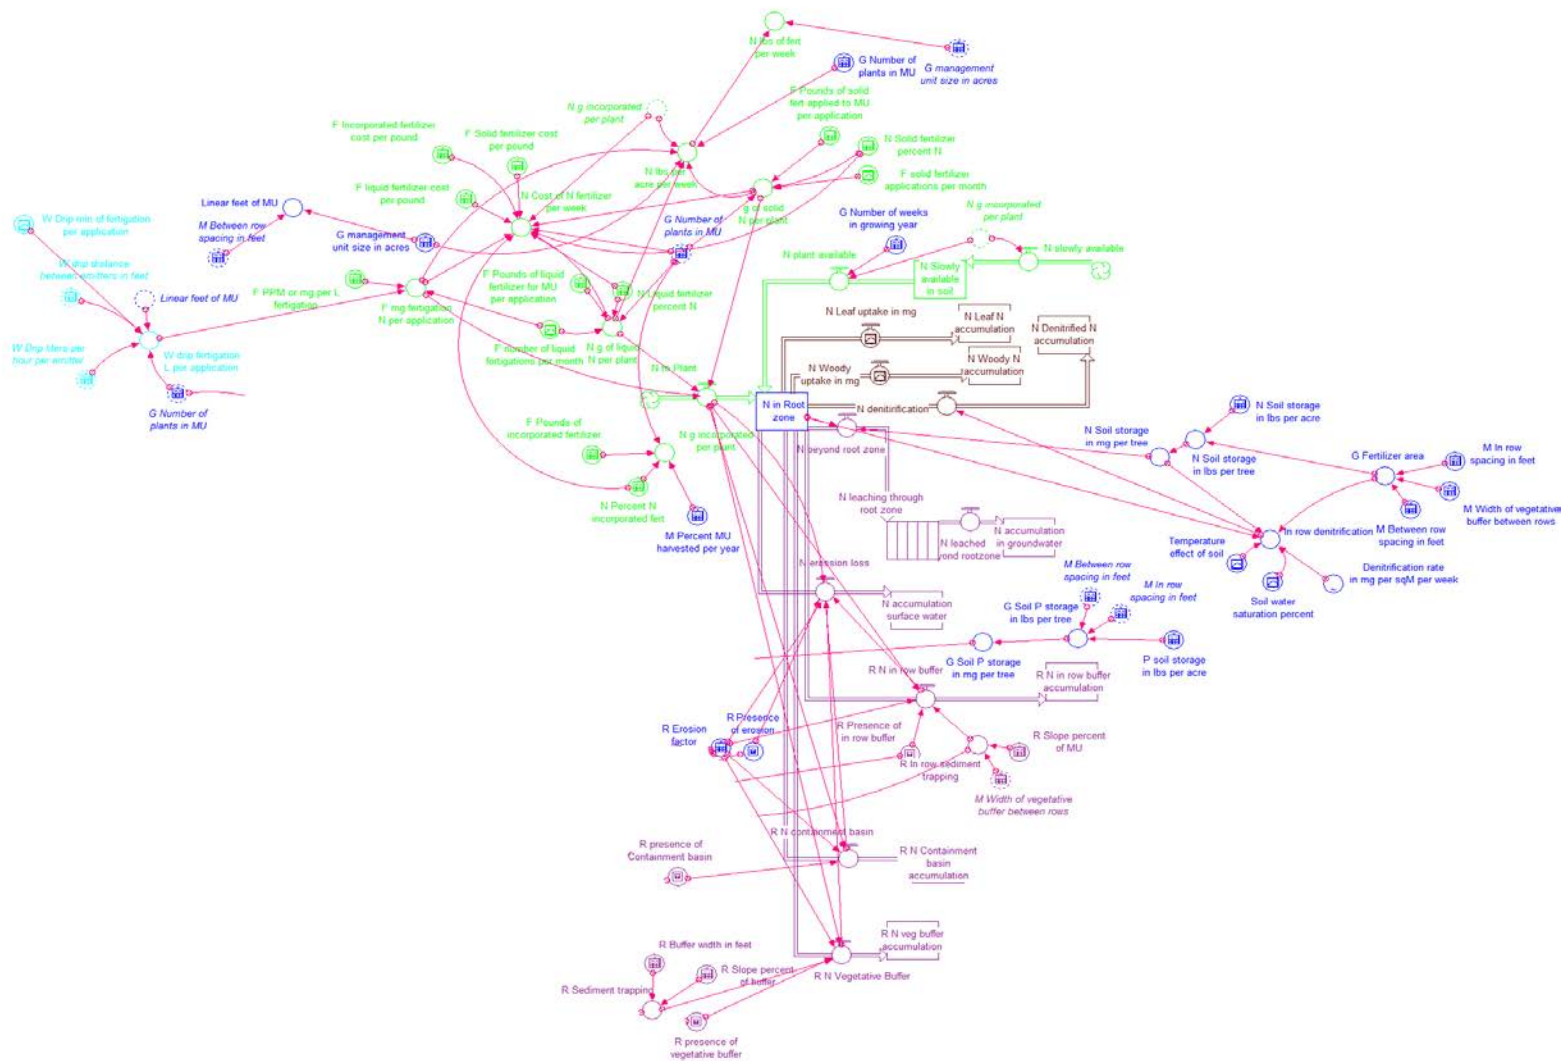 N lbs of fert
per week
G management
unit size in acres
G Number of
plants in MU
F Pounds of solid
fert applied to MU
per application
N g incorporated
per plant
F Incorporated fertilizer
cost per pound
F Solid fertilizer cost
per pound
N Solid fertilizer
percent N
N lbs per
acre per week
F solid fertilizer
applications per month
F liquid fertilizer cost
per pound
N Cost of N fertilizer
per week
g of solid
N per plant
Linear feet of MU
W Drip min of fertigation
per application
M Between row
spacing in feet
G management
unit size in acres
G Number of
plants in MU
G Number of weeks
in growing year
N g incorporated
per plant
N slowly available
N plant available
N Slowly
available
in soil
W drip distance
between emitters in feet
Linear feet of MU
F PPM or mg per L
fertigation
F mg fertigation
N per application
F Pounds of liquid
fertilizer for MU
per application
N Liquid fertilizer
percent N
N Leaf uptake in mg
N Leaf N
accumulation
N Denitrified N
accumulation
W Drip liters per
hour per emitter
W drip fertigation
L per application
F number of liquid
fertigations per month
N g of liquid
N per plant
N Woody
uptake in mg
N Woody N
accumulation
G Number of
plants in MU
N to Plant
N in Root
zone
N denitrification
F Pounds of
incorporated fertilizer
N g incorporated
per plant
N beyond root zone
N Soil storage
in mg per tree
N Soil storage
in lbs per acre
N Soil storage
in lbs per tree
G Fertilizer area
M In row
spacing in feet
N Percent N
incorporated fert
M Percent MU
harvested per year
N leaching through
root zone
N leached
yond rootzone
N accumulation
in groundwater
M Width of vegetative
buffer between rows
M Between row
spacing in feet
In row denitrification
Temperature
effect of soil
Denitrification rate
in mg per sqM per week
Soil water
saturation percent
N erosion loss
N accumulation
surface water
M Between row
spacing in feet
M In row
spacing in feet
G Soil P storage
in lbs per tree
G Soil P storage
in mg per tree
P soil storage
in lbs per acre
R N in row buffer
R N in row buffer
accumulation
R Erosion
factor
R Presence
of erosion
R Presence of
in row buffer
R In row sediment
trapping
R Slope percent
of MU
M Width of vegetative
buffer between rows
R N containment basin
R presence of
Containment basin
R N Containment
basin
accumulation
R N veg buffer
accumulation
R Buffer width in feet
R Slope percent
of buffer
R Sediment trapping
R N Vegetative Buffer
R presence of
vegetative buffer